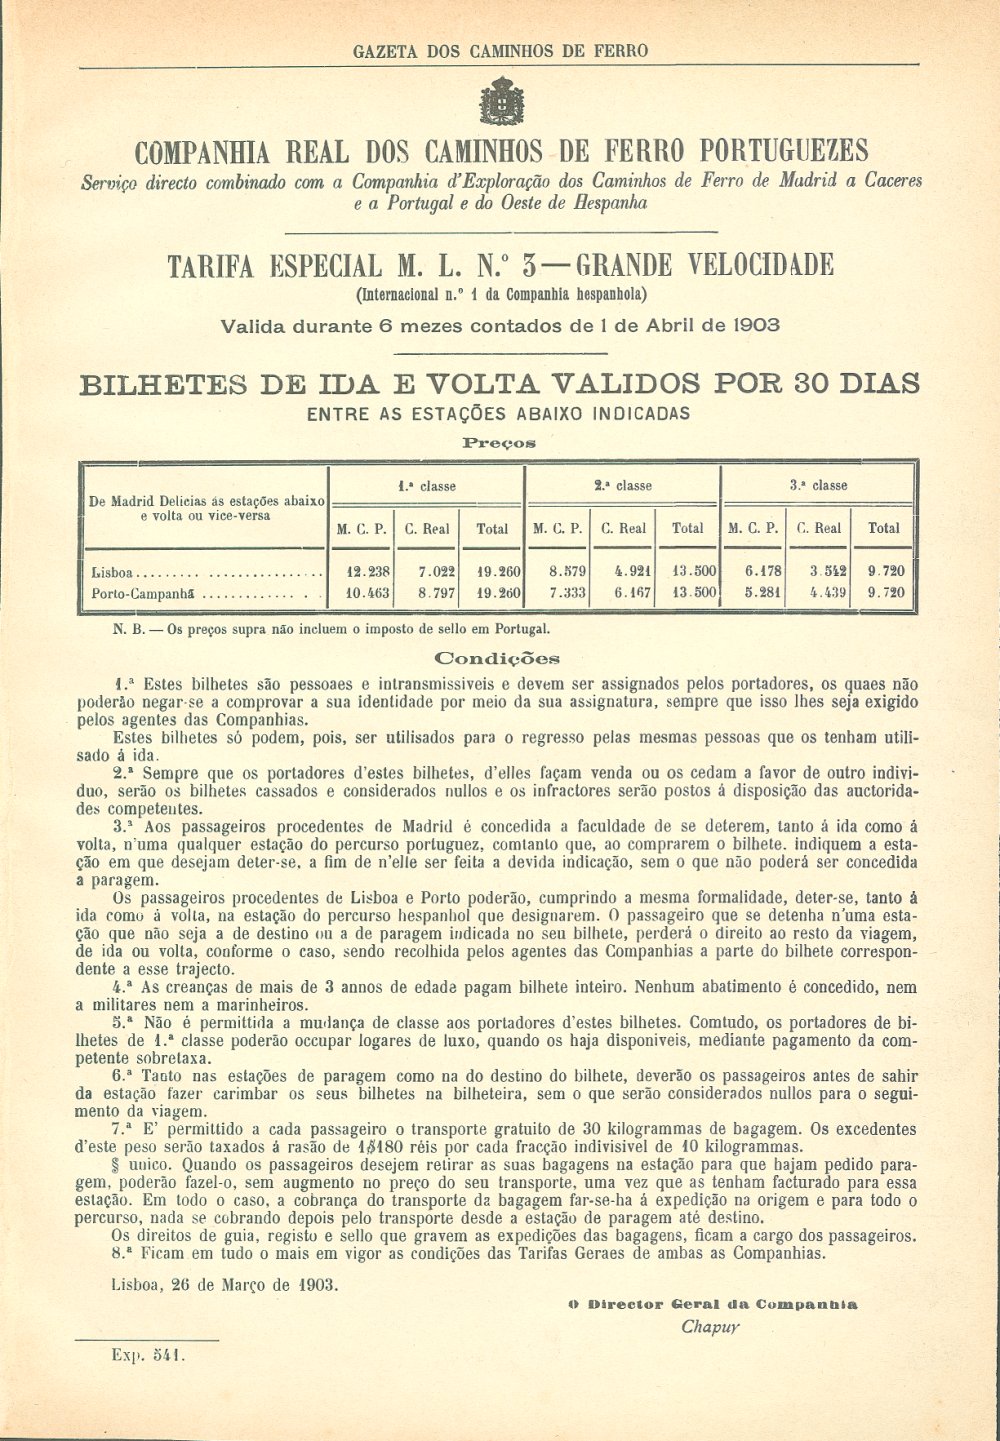 GAZETA DOS CAMINHOS DE FERRO
COMPANHIA REAL DOS CAMINHOS DE FERRO PORTUGUEZES
Serviço directo combinado com a Companhia d'Exploração dos Caminhos de Ferro de Madrid a Caceres
e a Portugal e do Oeste de Hespanha
TARIFA ESPECIAL M. L. N.º 3—GRANDE VELOCIDADE
(Internacional n.º 1 da Companhia hespanhola)
Valida durante 6 mezes contados de 1 de Abril de 1903
BILHETES DE IDA E VOLTA VALIDOS POR 30 DIAS
ENTRE AS ESTAÇÕES ABAIXO INDICADAS
Preços
De Madrid Delicias ás estações abaixo
e volta ou vice-versa
1.ª classe 2.ª classe 3.ª classe
M. C. P. C. Real Total M. C. P. C. Real Total M. C. P. C. Real Total
Lisboa.......... .................. 12.238 7.022 19.260 8.579 4.921 13.500 6.178 3.542 9.720
Porto-Campanhã ............... . . 10.463 8.797 19.260 7.333 6.167 13.500 5.281 4.439 9.720
N. B. — Os preços supra não incluem o imposto de sello em Portugal.
Condições
1.ª Estes bilhetes são pessoaes e intransmissiveis e devem ser assignados pelos portadores, os quaes não
poderão negar-se a comprovar a sua identidade por meio da sua assignatura, sempre que isso lhes seja exigido
pelos agentes das Companhias.
Estes bilhetes só podem, pois, ser utilisados para o regresso pelas mesmas pessoas que os tenham utili-
sado á ida.
2.ª Sempre que os portadores d'estes bilhetes, d'elles façam venda ou os cedam a favor de outro indivi-
duo, serão os bilhetes cassados e considerados nullos e os infractores serão postos á disposição das auctorida-
des competentes.
3.ª Aos passageiros procedentes de Madrid é concedida a faculdade de se deterem, tanto á ida como á
volta, n'uma qualquer estação do percurso portuguez, comtanto que, ao comprarem o bilhete. indiquem a esta-
ção em que desejam deter-se, a fim de n'elle ser feita a devida indicação, sem o que não poderá ser concedida
a paragem.
Os passageiros procedentes de Lisboa e Porto poderão, cumprindo a mesma formalidade, deter-se, tanto á
ida como á volta, na estação do percurso hespanhol que designarem. O passageiro que se detenha n'uma esta-
ção que não seja a de destino ou a de paragem indicada no seu bilhete, perderá o direito ao resto da viagem,
de ida ou volta, conforme o caso, sendo recolhida pelos agentes das Companhias a parte do bilhete correspon-
dente a esse trajecto.
4.ª As creanças de mais de 3 annos de edade pagam bilhete inteiro. Nenhum abatimento é concedido, nem
a militares nem a marinheiros.
5.ª Não é permittida a mudança de classe aos portadores d'estes bilhetes. Comtudo, os portadores de bi-
lhetes de 1.ª classe poderão occupar logares de luxo, quando os haja disponiveis, mediante pagamento da com-
petente sobretaxa.
6.ª Tanto nas estações de paragem como na do destino do bilhete, deverão os passageiros antes de sahir
da estação fazer carimbar os seus bilhetes na bilheteira, sem o que serão considerados nullos para o segui-
mento da viagem.
7.ª E' permittido a cada passageiro o transporte gratuito de 30 kilogrammas de bagagem. Os excedentes
d'este peso serão taxados á rasão de 1$180 réis por cada fracção indivisivel de 10 kilogrammas.
§ unico. Quando os passageiros desejem retirar as suas bagagens na estação para que hajam pedido para-
gem, poderão fazel-o, sem augmento no preço do seu transporte, uma vez que as tenham facturado para essa
estação. Em todo o caso, a cobrança do transporte da bagagem far-se-ha á expedição na origem e para todo o
percurso, nada se cobrando depois pelo transporte desde a estação de paragem até destino.
Os direitos de guia, registo e sello que gravem as expedições das bagagens, ficam a cargo dos passageiros.
8.ª Ficam em tudo o mais em vigor as condições das Tarifas Geraes de ambas as Companhias.
Lisboa, 26 de Março de 1903.
O Director Geral da Companhia
Chapuy
Exp. 541.